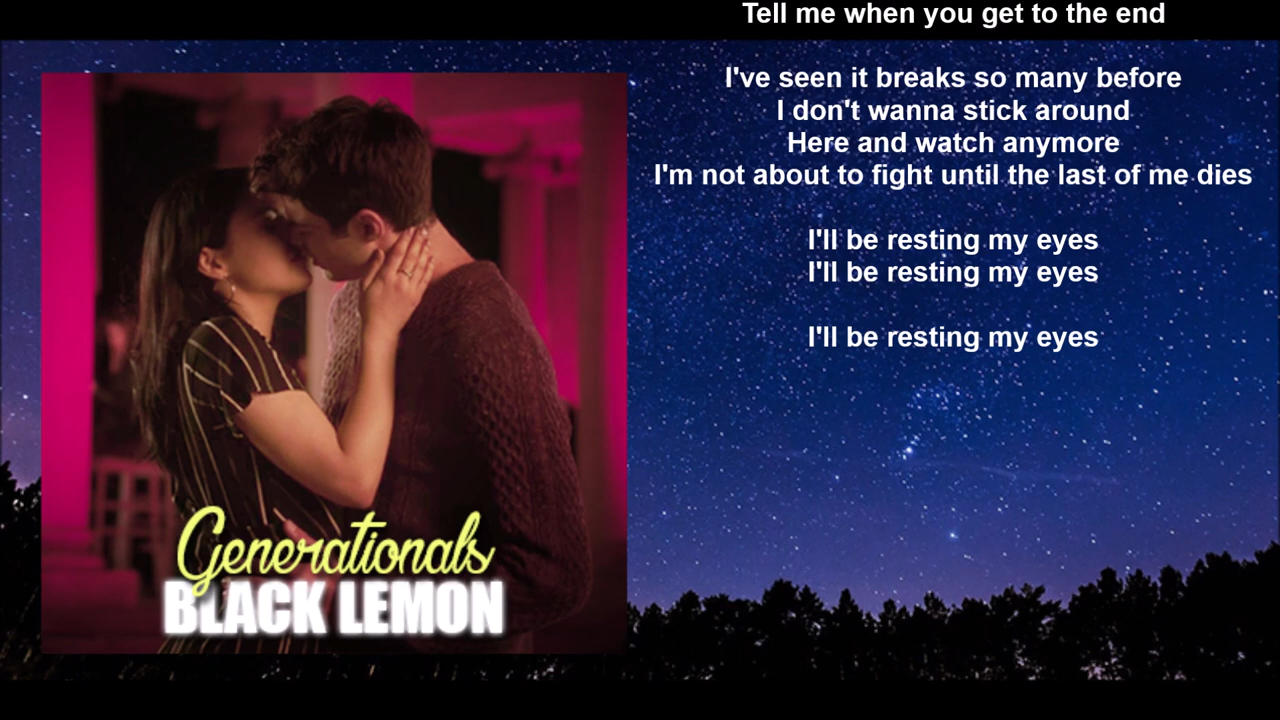 Tell me when you get to the end
I've seen it breaks so many before
I don't wanna stick around
Here and watch anymore
I'm not about to fight until the last of me dies
I'll be resting my eyes
I'll be resting my eyes
I'll be resting my eyes
Generationals
BLACK LEMON